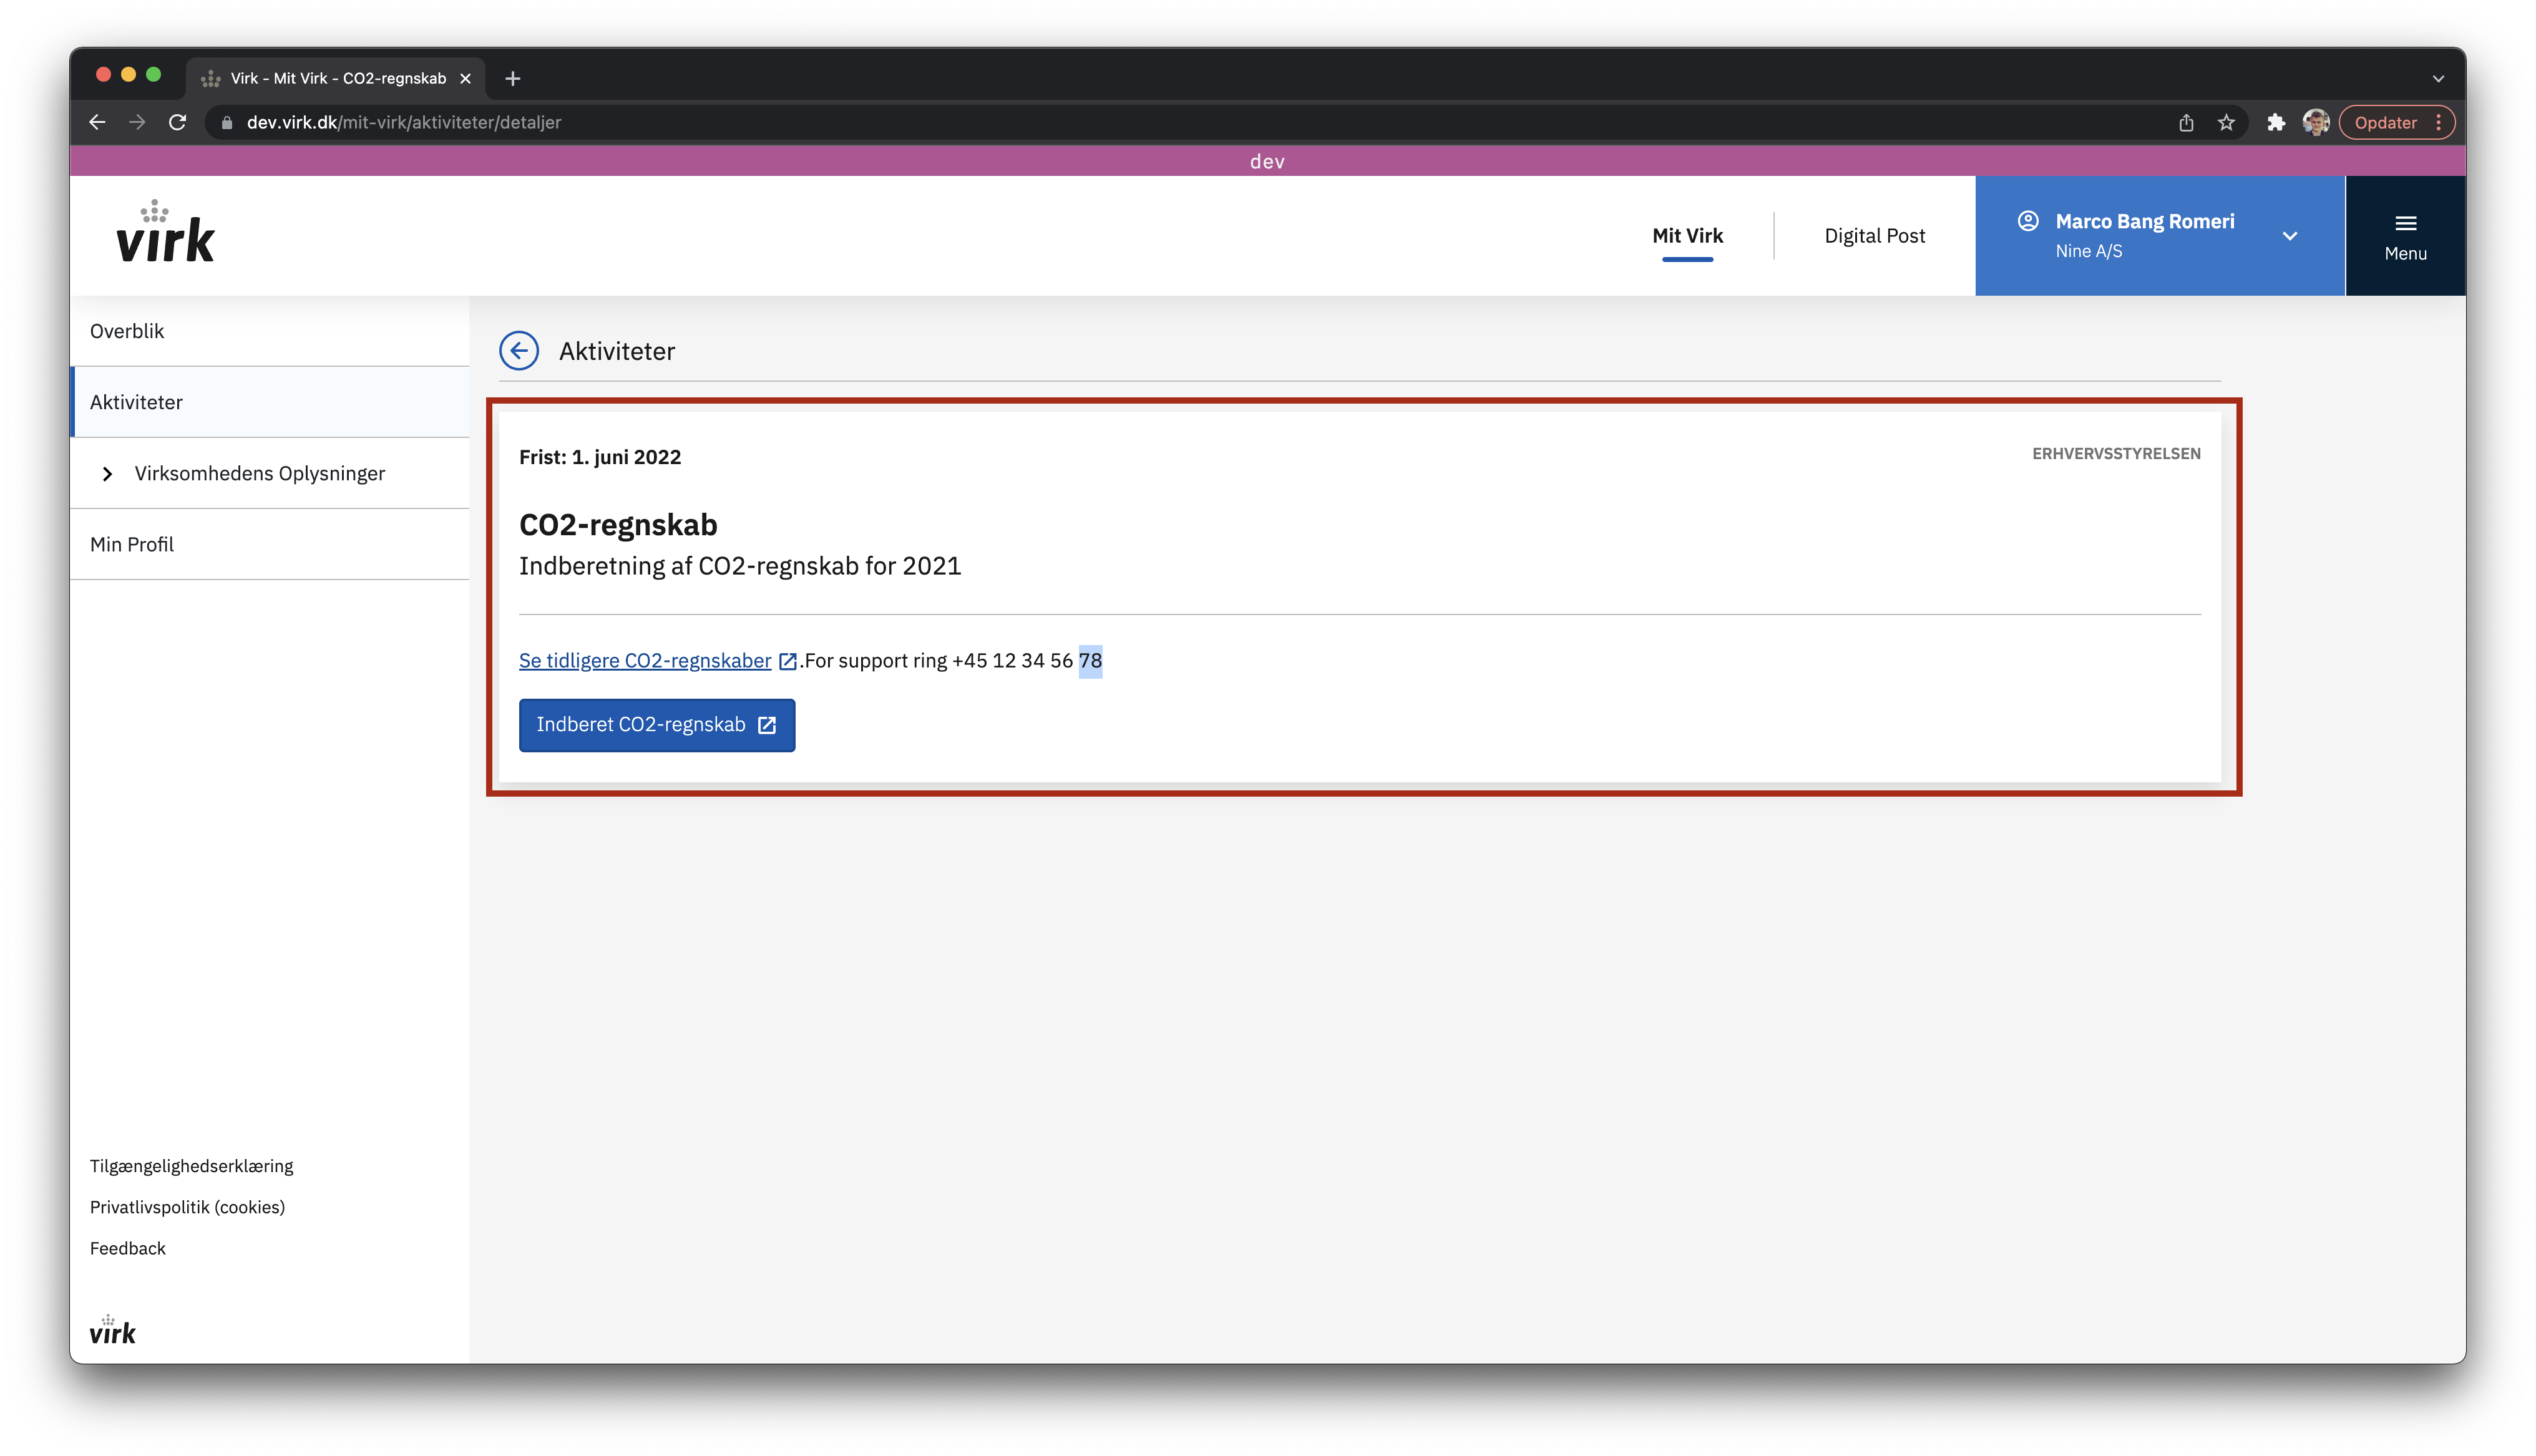 Virk - Mit Virk - CO2-regnskab
dev.virk.dk/mit-virk/aktiviteter/detaljer
Opdater
dev
virk
Mit Virk
Digital Post
Marco Bang Romeri
Nine A/S
Menu
Overblik
Aktiviteter
Virksomhedens Oplysninger
Min Profil
Aktiviteter
Frist: 1. juni 2022
ERHVERVSSTYRELSEN
CO2-regnskab
Indberetning af CO2-regnskab for 2021
Se tidligere CO2-regnskaber .For support ring +45 12 34 56 78
Indberet CO2-regnskab
Tilgængelighedserklæring
Privatlivspolitik (cookies)
Feedback
virk